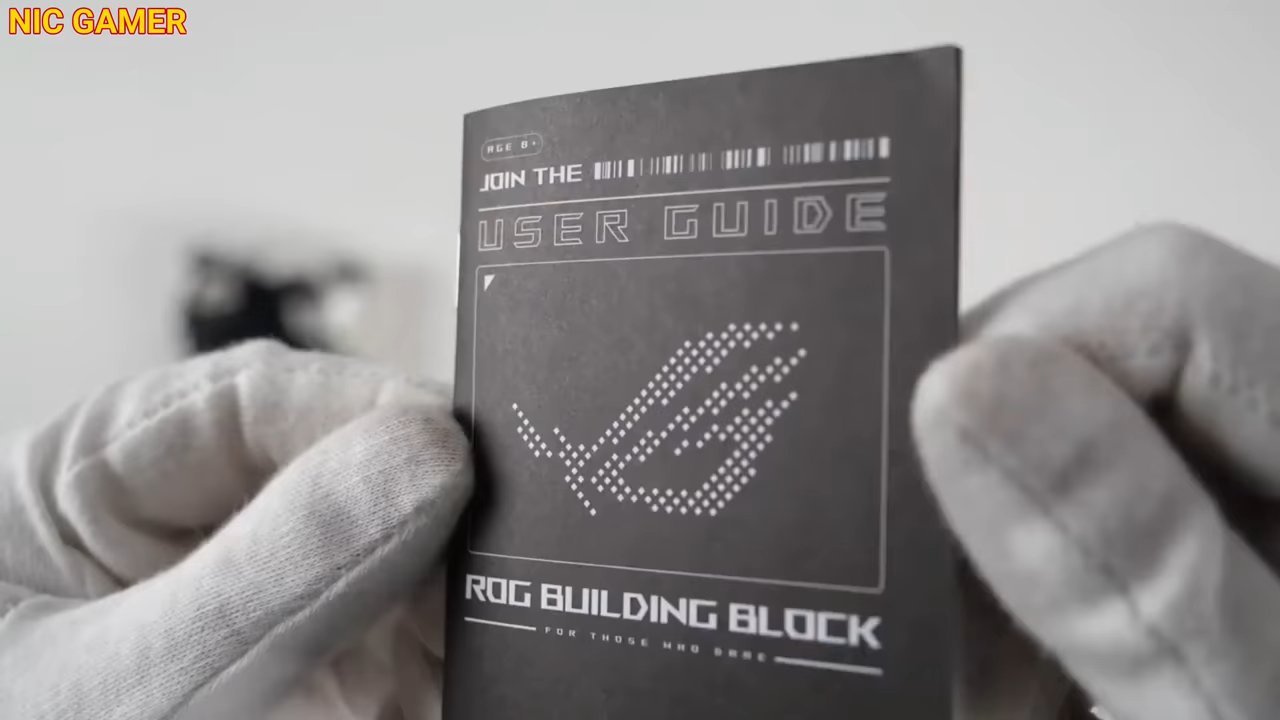 NIC GAMER
AGE 8+
JOIN THE
USER GUIDE
ROG BUILDING BLOCK
FOR THOSE WHO DARE